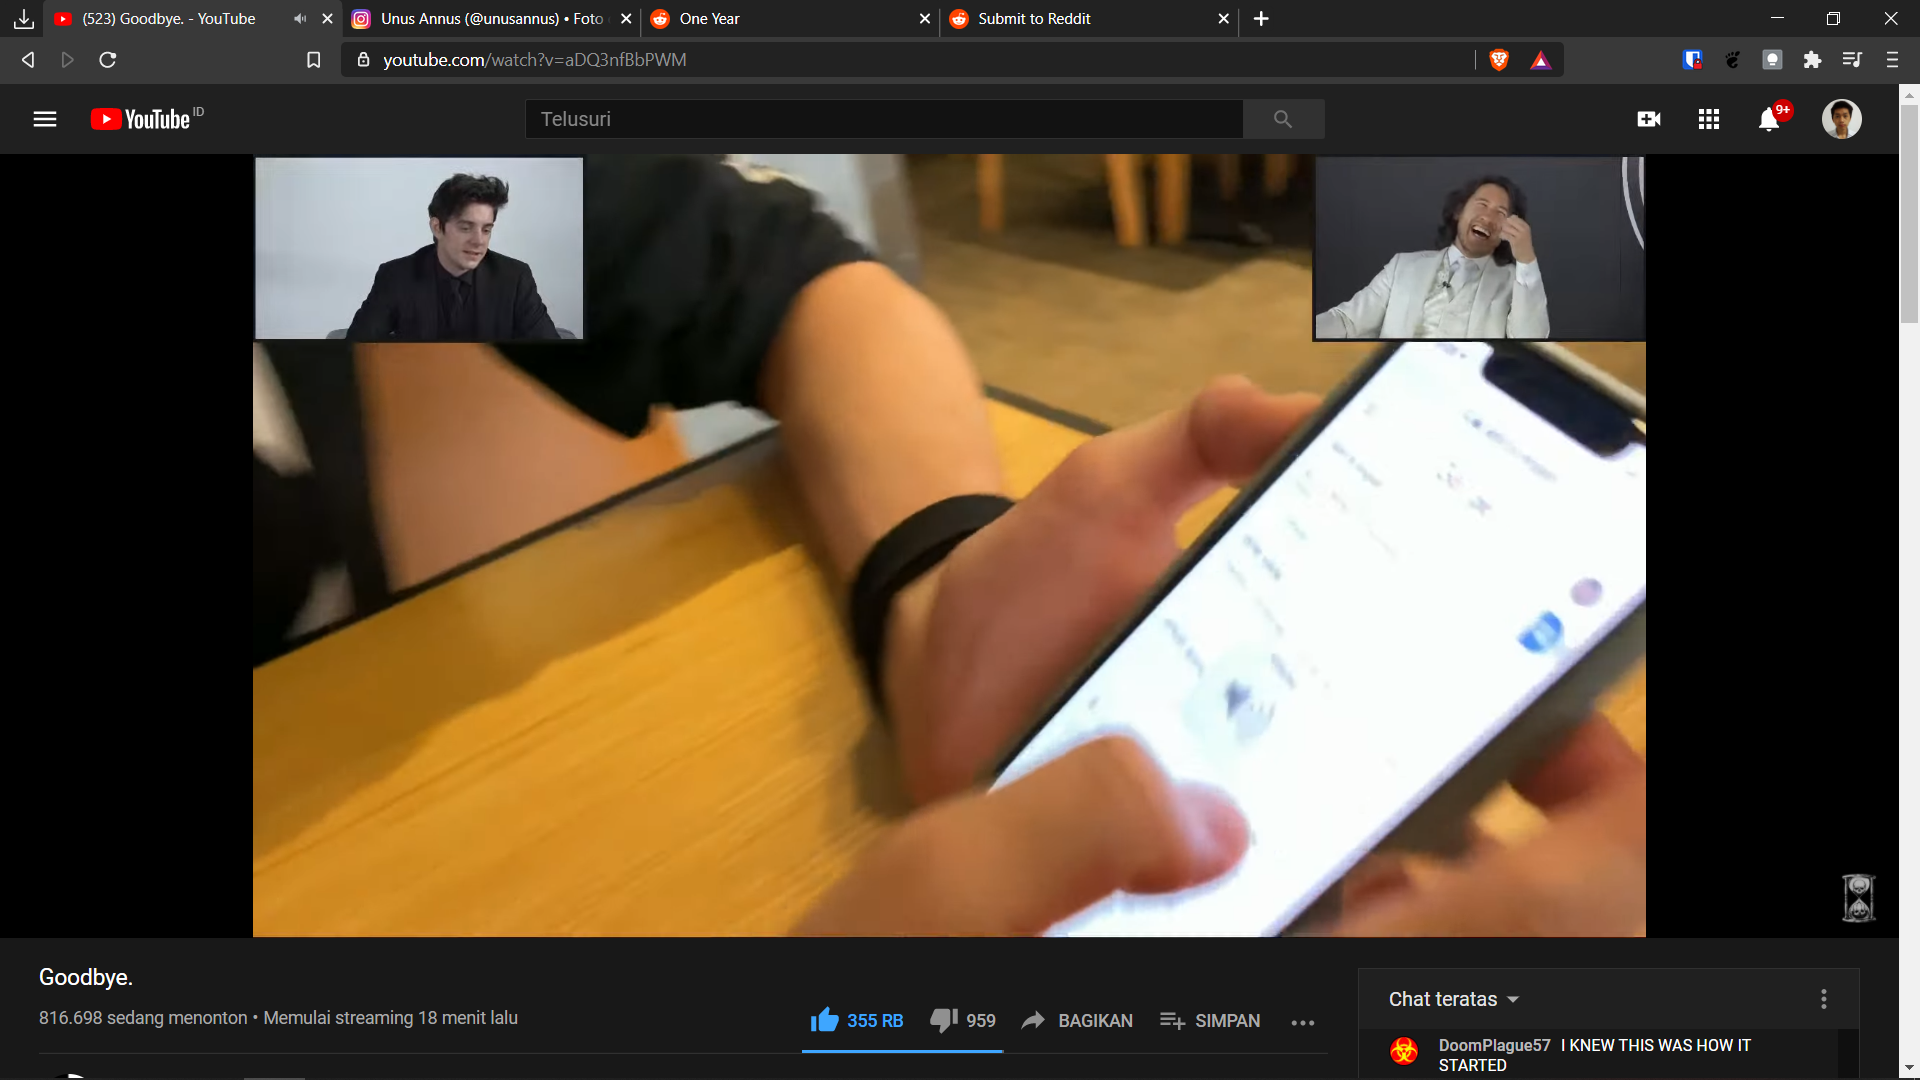 (523) Goodbye. - YouTube
Unus Annus (@unusannus) • Foto
One Year
Submit to Reddit
youtube.com/watch?v=aDQ3nfBbPWM
YouTube ID
Telusuri
9+
Goodbye.
816.698 sedang menonton • Memulai streaming 18 menit lalu
355 RB
959
BAGIKAN
SIMPAN
Chat teratas
DoomPlague57 I KNEW THIS WAS HOW IT
STARTED